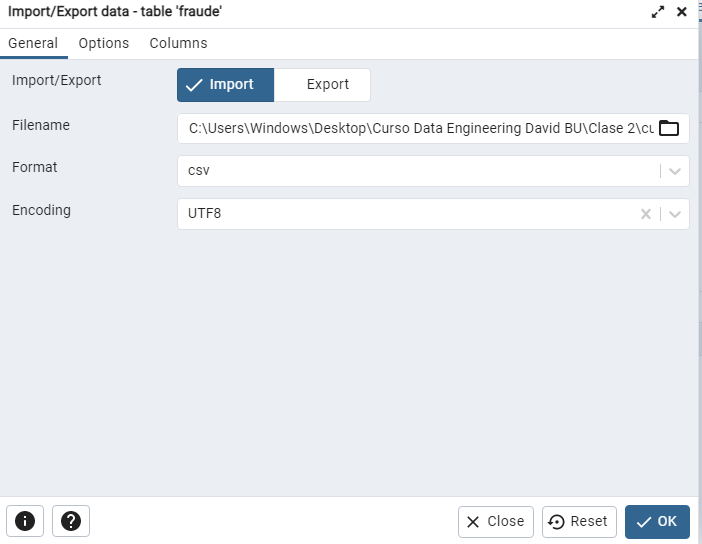 Import/Export data - table 'fraude'
General Options Columns
Import/Export Import Export
Filename C:\Users\Windows\Desktop\Curso Data Engineering David BU\Clase 2\cu
Format csv
Encoding UTF8
Close Reset OK